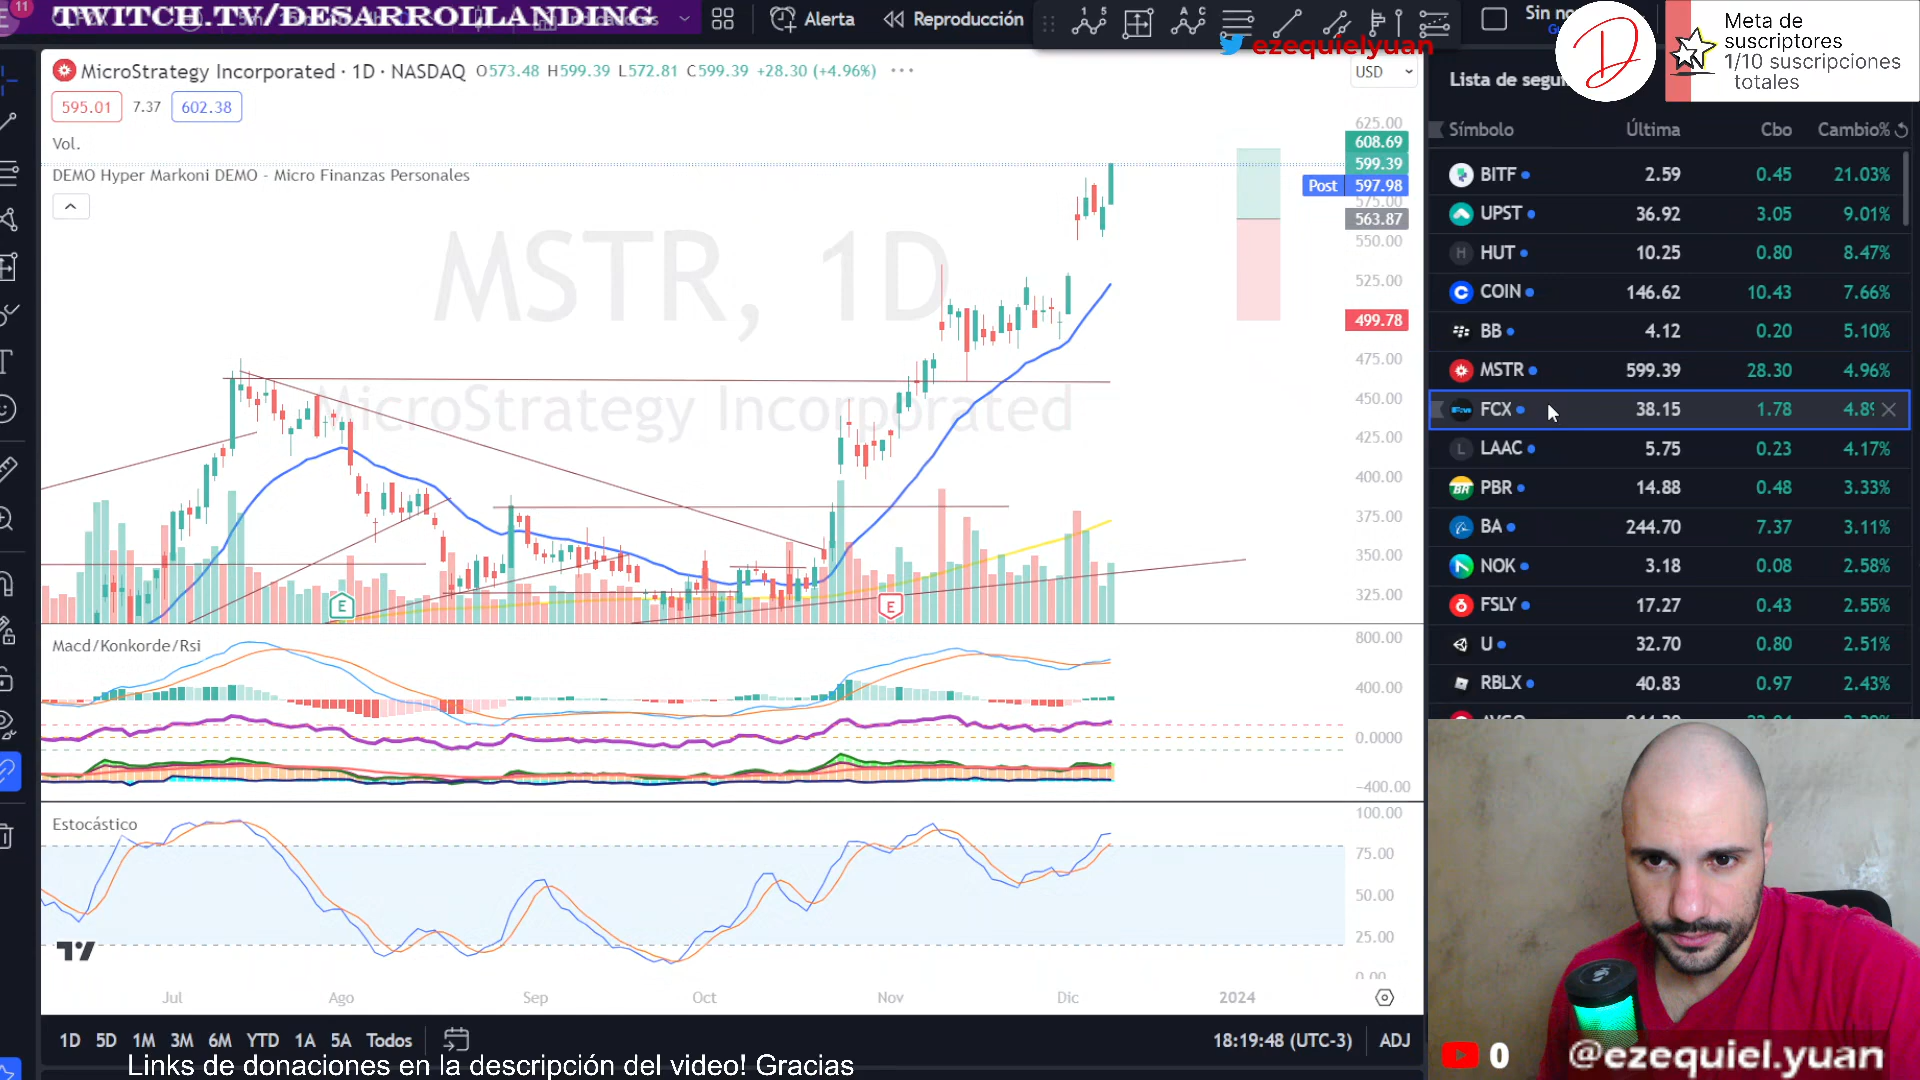 11
TWITCH.TV/DESARROLLANDING
Alerta
Reproducción
ezequielyuan
Meta de
suscriptores
1/10 suscripciones
totales
MicroStrategy Incorporated · 1D · NASDAQ O573.48 H599.39 L572.81 C599.39 +28.30 (+4.96%)
USD
595.01 7.37 602.38
Vol.
DEMO Hyper Markoni DEMO - Micro Finanzas Personales
MSTR, 1D
MicroStrategy Incorporated
625.00
608.69
599.39
Post 597.98
575.00
563.87
550.00
525.00
499.78
475.00
450.00
425.00
400.00
375.00
350.00
325.00
E
E
Macd/Konkorde/Rsi
800.00
400.00
0.0000
−400.00
Estocástico
100.00
75.00
50.00
25.00
0.00
Jul Ago Sep Oct Nov Dic 2024
1D 5D 1M 3M 6M YTD 1A 5A Todos
18:19:48 (UTC-3) ADJ
Links de donaciones en la descripción del video! Gracias
Símbolo Última Cbo Cambio%
BITF 2.59 0.45 21.03%
UPST 36.92 3.05 9.01%
HUT 10.25 0.80 8.47%
COIN 146.62 10.43 7.66%
BB 4.12 0.20 5.10%
MSTR 599.39 28.30 4.96%
FCX 38.15 1.78
LAAC 5.75 0.23 4.17%
PBR 14.88 0.48 3.33%
BA 244.70 7.37 3.11%
NOK 3.18 0.08 2.58%
FSLY 17.27 0.43 2.55%
U 32.70 0.80 2.51%
RBLX 40.83 0.97 2.43%
0 @ezequiel.yuan